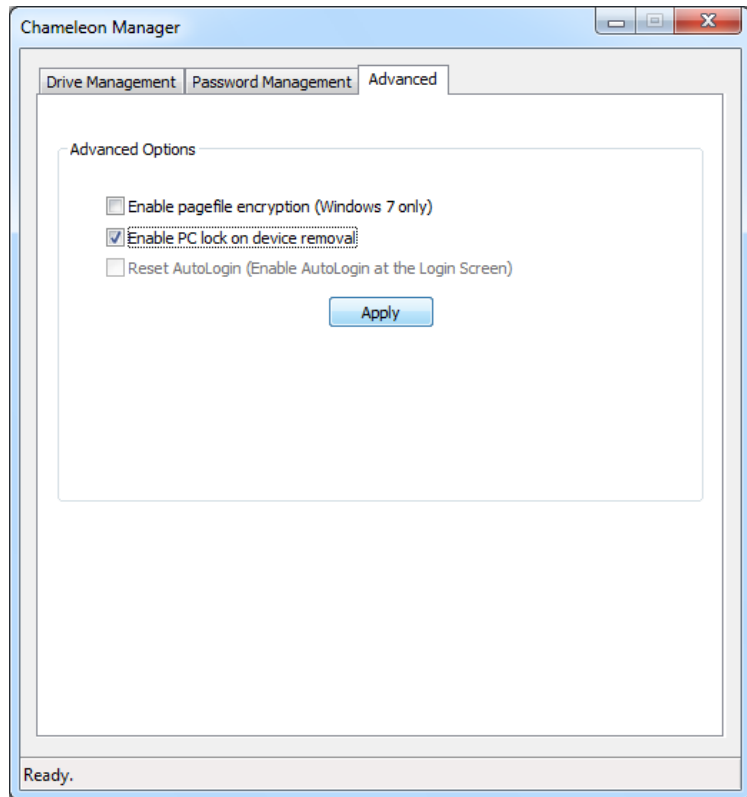 Chameleon Manager
Drive Management Password Management Advanced
Advanced Options
Enable pagefile encryption (Windows 7 only)
Enable PC lock on device removal
Reset AutoLogin (Enable AutoLogin at the Login Screen)
Apply
Ready.